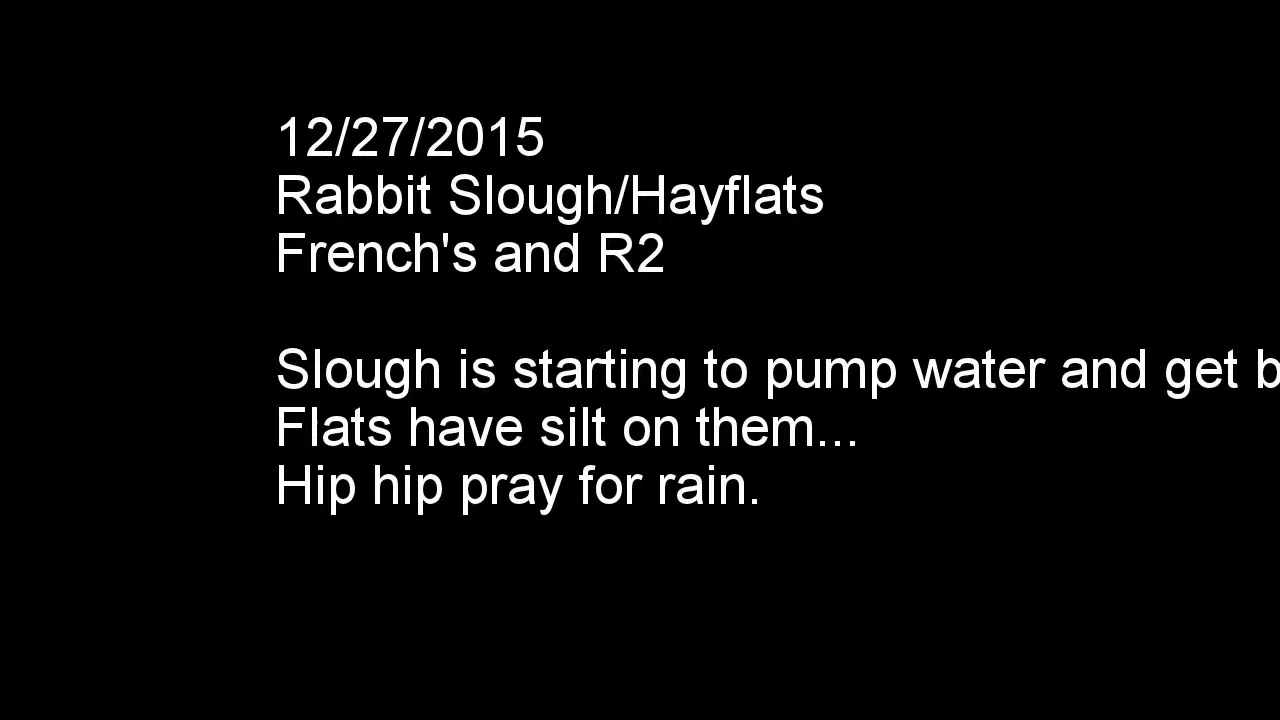 12/27/2015
Rabbit Slough/Hayflats
French's and R2
Slough is starting to pump water and get b
Flats have silt on them...
Hip hip pray for rain.